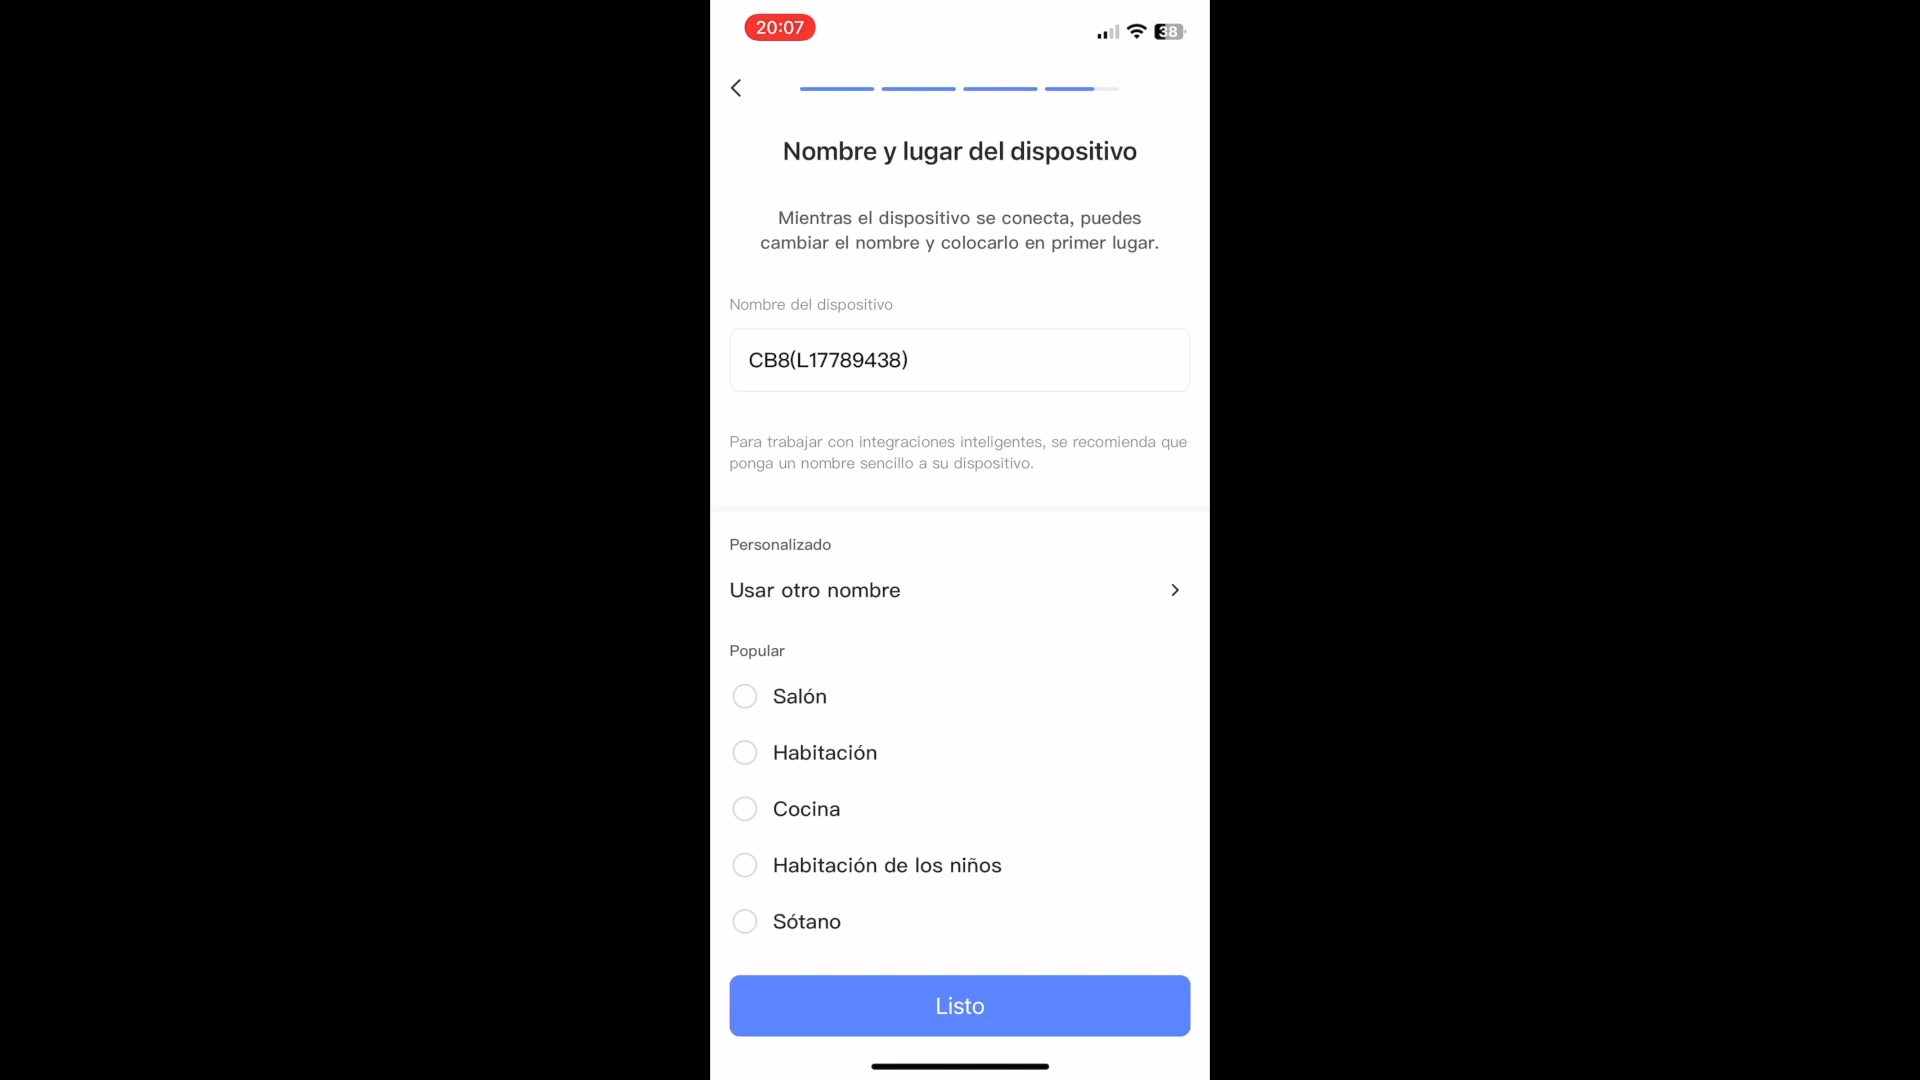 20:07
38
Nombre y lugar del dispositivo
Mientras el dispositivo se conecta, puedes
cambiar el nombre y colocarlo en primer lugar.
Nombre del dispositivo
CB8(L17789438)
Para trabajar con integraciones inteligentes, se recomienda que
ponga un nombre sencillo a su dispositivo.
Personalizado
Usar otro nombre
Popular
Salón
Habitación
Cocina
Habitación de los niños
Sótano
Listo